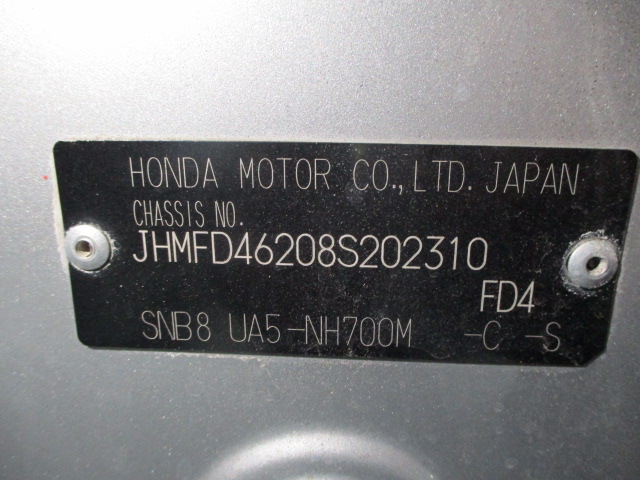 HONDA MOTOR CO.,LTD. JAPAN
CHASSIS NO.
JHMFD46208S202310
FD4
SNB8 UA5-NH700M -C -S